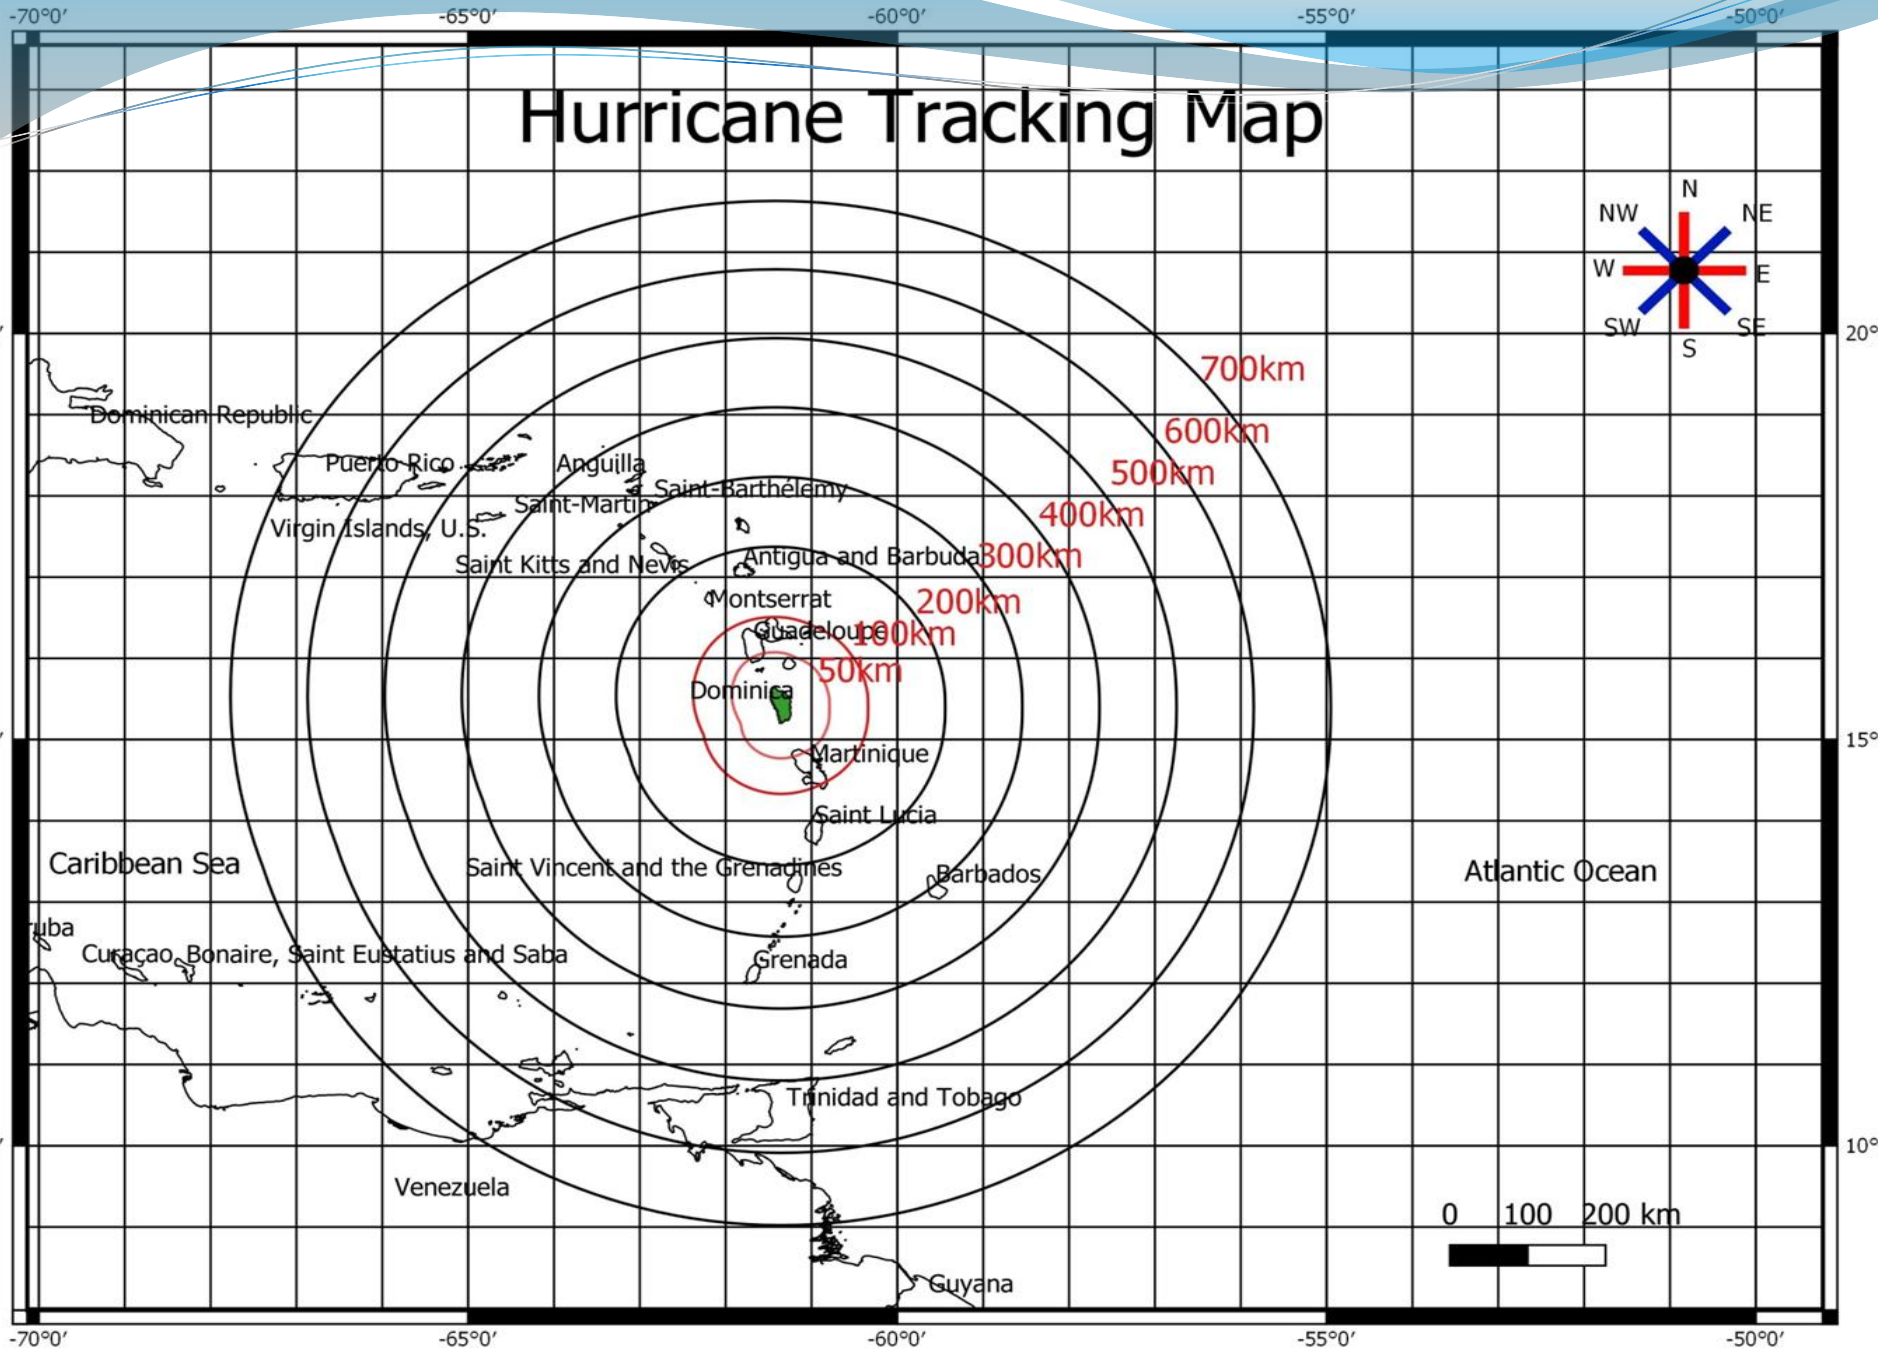 -70°0′ -65°0′ -60°0′ -55°0′ -50°0′
Hurricane Tracking Map
N
NW NE
W E
SW SE
S
20°
700km
600km
500km
400km
300km
200km
100km
50km
Dominican Republic
Puerto Rico
Anguilla
Saint-Barthélemy
Saint-Martin
Virgin Islands, U.S.
Antigua and Barbuda
Saint Kitts and Nevis
Montserrat
Guadeloupe
Dominica
15°
Martinique
Saint Lucia
Caribbean Sea
Saint Vincent and the Grenadines
Barbados
Atlantic Ocean
ruba
Curaçao Bonaire, Saint Eustatius and Saba
Grenada
Trinidad and Tobago
10°
Venezuela
0 100 200 km
Guyana
-70°0′ -65°0′ -60°0′ -55°0′ -50°0′